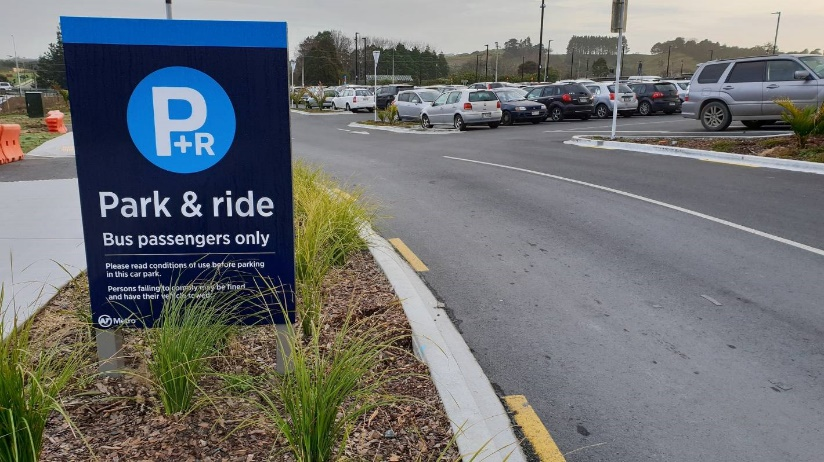 P
+R
Park & ride
Bus passengers only
Please read conditions of use before parking
in this car park.
Persons failing to comply may be fined
and have their vehicle towed.
AT Metro